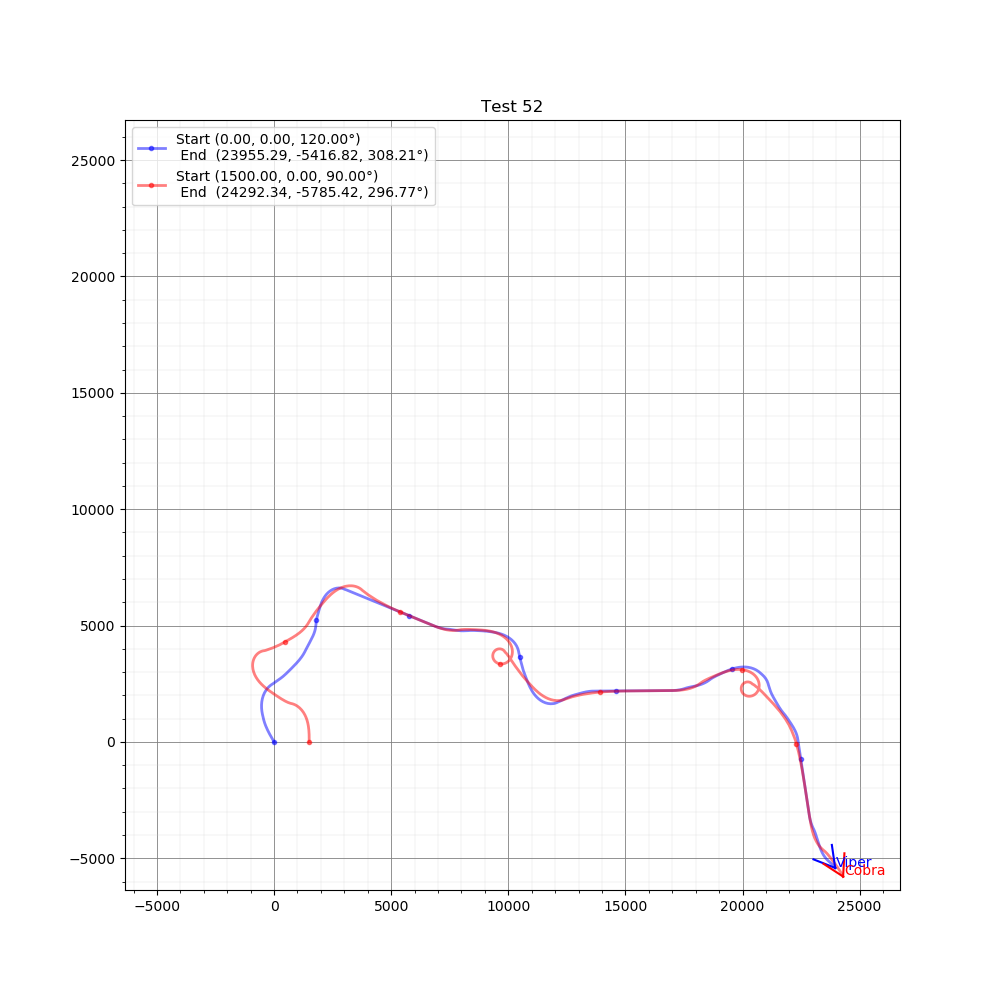 Test 52
Start (0.00, 0.00, 120.00°)
End (23955.29, -5416.82, 308.21°)
Start (1500.00, 0.00, 90.00°)
End (24292.34, -5785.42, 296.77°)
25000
20000
15000
10000
5000
0
−5000
Viper
Cobra
−5000 0 5000 10000 15000 20000 25000